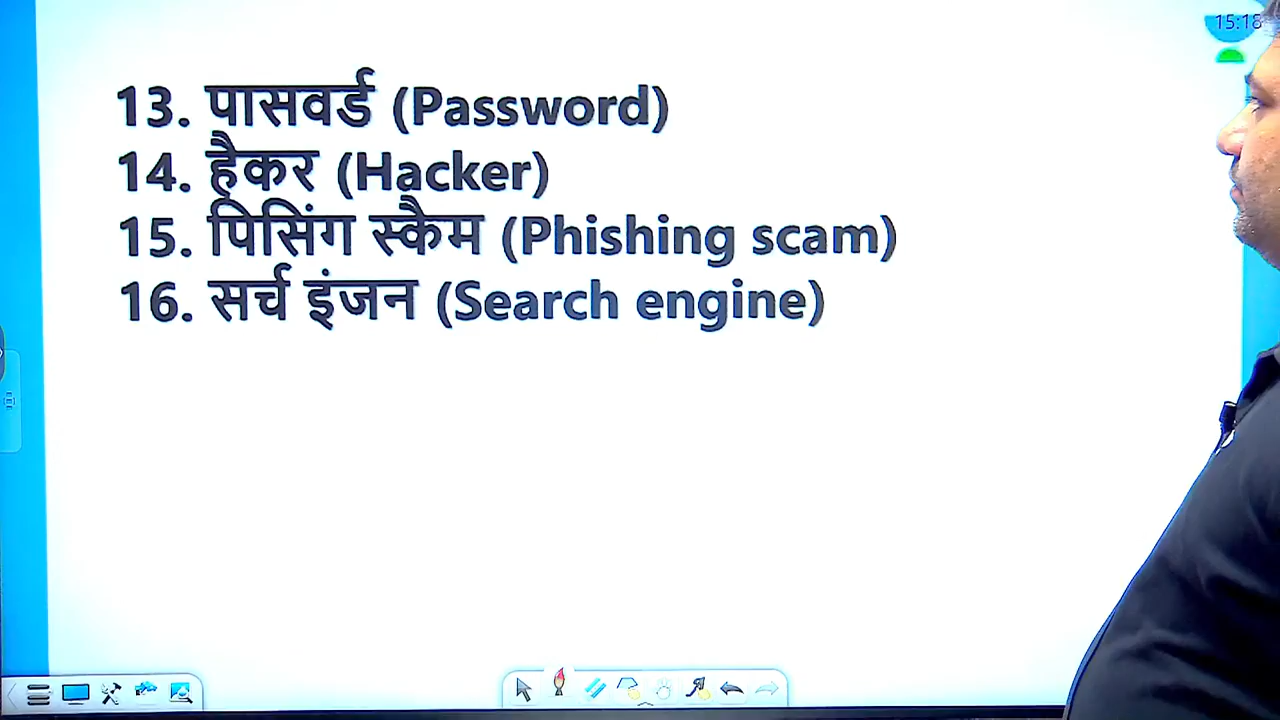 15:18
13. पासवर्ड (Password)
14. हैकर (Hacker)
15. पिसिंग स्कैम (Phishing scam)
16. सर्च इंजन (Search engine)